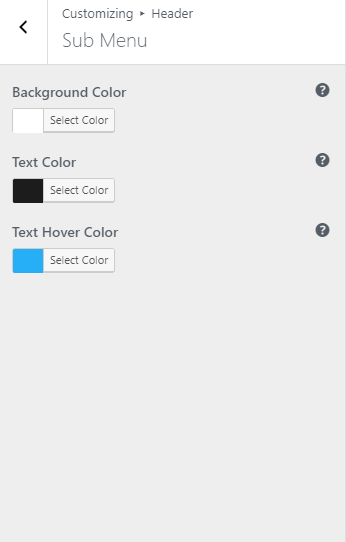 Customizing ▸ Header
Sub Menu
Background Color
Select Color
Text Color
Select Color
Text Hover Color
Select Color